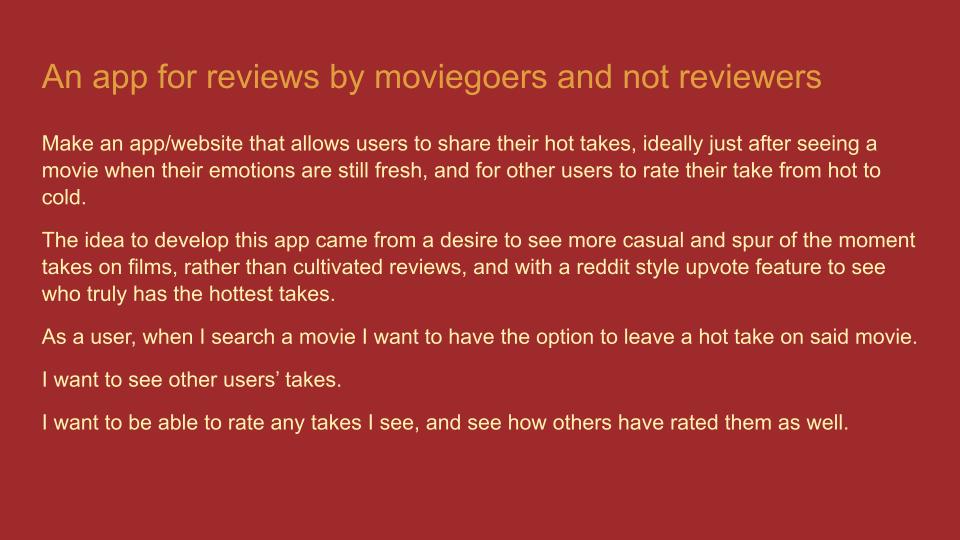 An app for reviews by moviegoers and not reviewers
Make an app/website that allows users to share their hot takes, ideally just after seeing a
movie when their emotions are still fresh, and for other users to rate their take from hot to
cold.
The idea to develop this app came from a desire to see more casual and spur of the moment
takes on films, rather than cultivated reviews, and with a reddit style upvote feature to see
who truly has the hottest takes.
As a user, when I search a movie I want to have the option to leave a hot take on said movie.
I want to see other users’ takes.
I want to be able to rate any takes I see, and see how others have rated them as well.